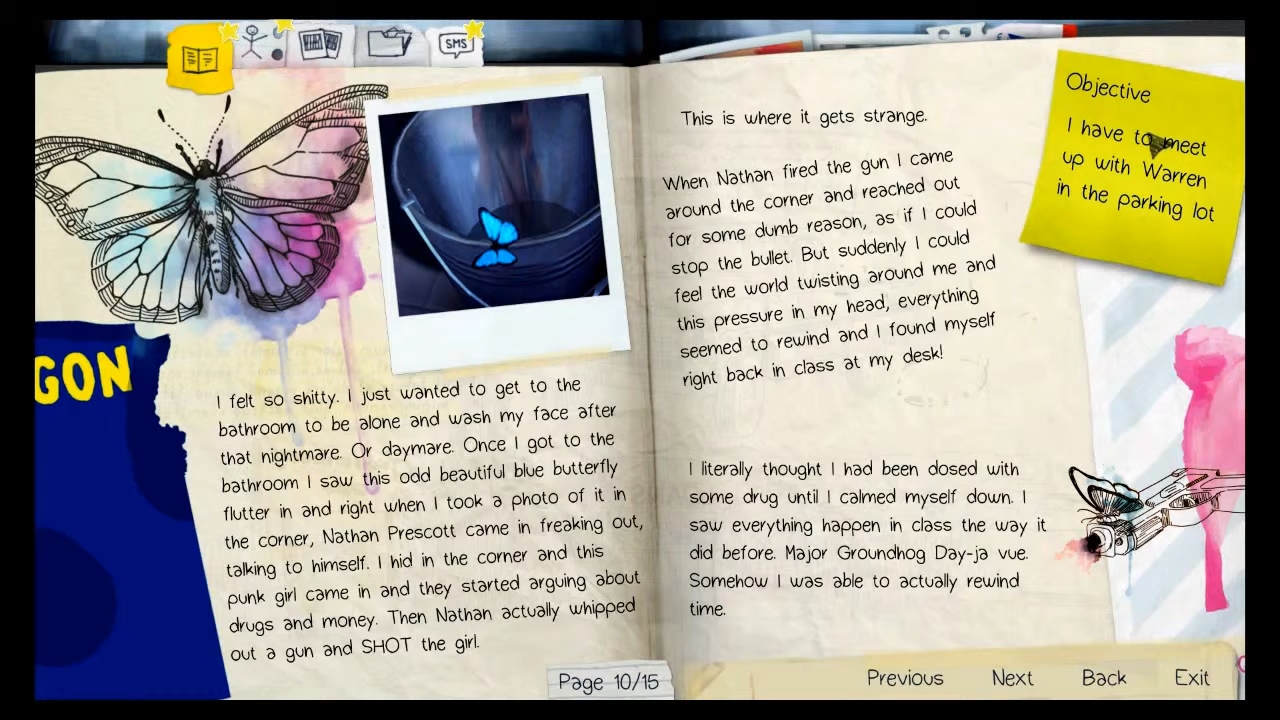 SMS
GON
I felt so shitty. I just wanted to get to the
bathroom to be alone and wash my face after
that nightmare. Or daymare. Once I got to the
bathroom I saw this odd beautiful blue butterfly
flutter in and right when I took a photo of it in
the corner, Nathan Prescott came in freaking out,
talking to himself. I hid in the corner and this
punk girl came in and they started arguing about
drugs and money. Then Nathan actually whipped
out a gun and SHOT the girl.
This is where it gets strange.
When Nathan fired the gun I came
around the corner and reached out
for some dumb reason, as if I could
stop the bullet. But suddenly I could
feel the world twisting around me and
this pressure in my head, everything
seemed to rewind and I found myself
right back in class at my desk!
I literally thought I had been dosed with
some drug until I calmed myself down. I
saw everything happen in class the way it
did before. Major Groundhog Day-ja vue.
Somehow I was able to actually rewind
time.
Objective
I have to meet
up with Warren
in the parking lot
Page 10/15
Previous Next Back Exit